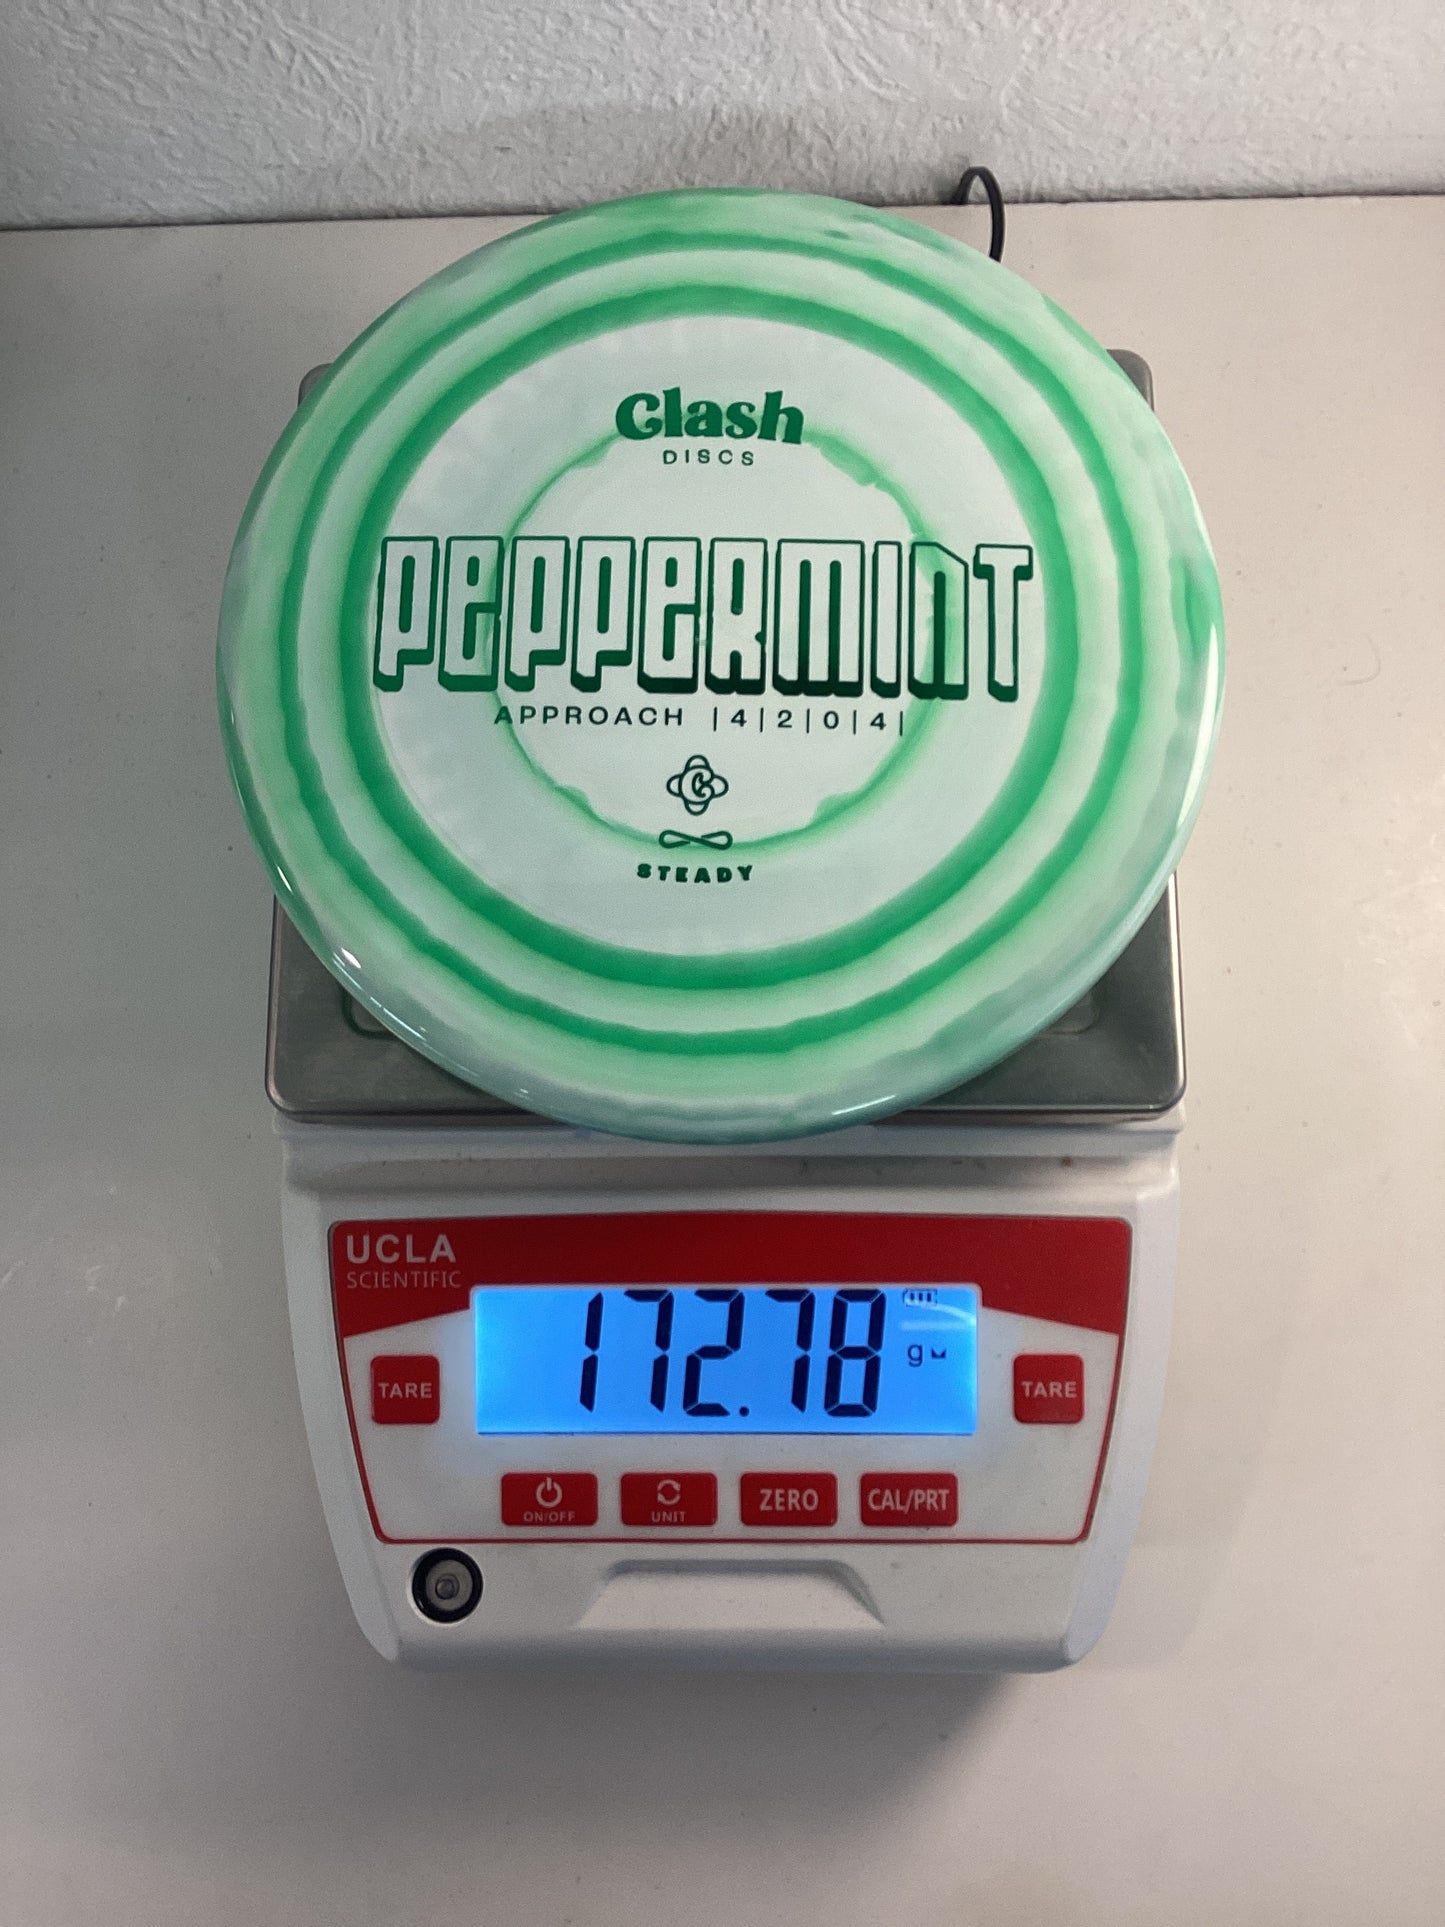 Clash
DISCS
PEPPERMINT
APPROACH |4|2|0|4|
C
STEADY
UCLA
SCIENTIFIC
172.78
g
TARE
TARE
ON/OFF
UNIT
ZERO
CAL/PRT